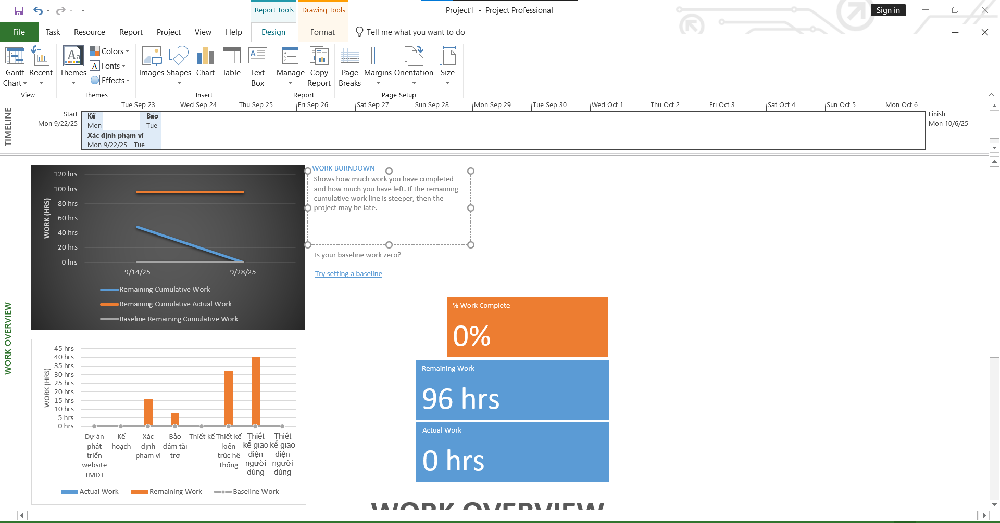 Report Tools
Drawing Tools
Project1 - Project Professional
Sign in
File
Task
Resource
Report
Project
View
Help
Design
Format
Tell me what you want to do
Gantt Chart
Recent
Themes
Colors
Fonts
Effects
Images
Shapes
Chart
Table
Text Box
Manage
Copy Report
Page Breaks
Margins
Orientation
Size
View
Themes
Insert
Report
Page Setup
TIMELINE
Tue Sep 23
Wed Sep 24
Thu Sep 25
Fri Sep 26
Sat Sep 27
Sun Sep 28
Mon Sep 29
Tue Sep 30
Wed Oct 1
Thu Oct 2
Fri Oct 3
Sat Oct 4
Sun Oct 5
Mon Oct 6
Start
Mon 9/22/25
Kế
Mon
Bảo
Tue
Xác định phạm vi
Mon 9/22/25 - Tue
Finish
Mon 10/6/25
WORK OVERVIEW
WORK (HRS)
120 hrs
100 hrs
80 hrs
60 hrs
40 hrs
20 hrs
0 hrs
9/14/25
9/28/25
Remaining Cumulative Work
Remaining Cumulative Actual Work
Baseline Remaining Cumulative Work
WORK BURNDOWN
Shows how much work you have completed
and how much you have left. If the remaining
cumulative work line is steeper, then the
project may be late.
Is your baseline work zero?
Try setting a baseline
% Work Complete
0%
Remaining Work
96 hrs
Actual Work
0 hrs
WORK (HRS)
45 hrs
40 hrs
35 hrs
30 hrs
25 hrs
20 hrs
15 hrs
10 hrs
5 hrs
0 hrs
Dự án phát triển website TMĐT
Kế hoạch
Xác định phạm vi
Bảo đảm tài trợ
Thiết kế
Thiết kế kiến trúc hệ thống
Thiết kế giao diện người dùng
Thiết kế giao diện người dùng
Actual Work
Remaining Work
Baseline Work
WORK OVERVIEW